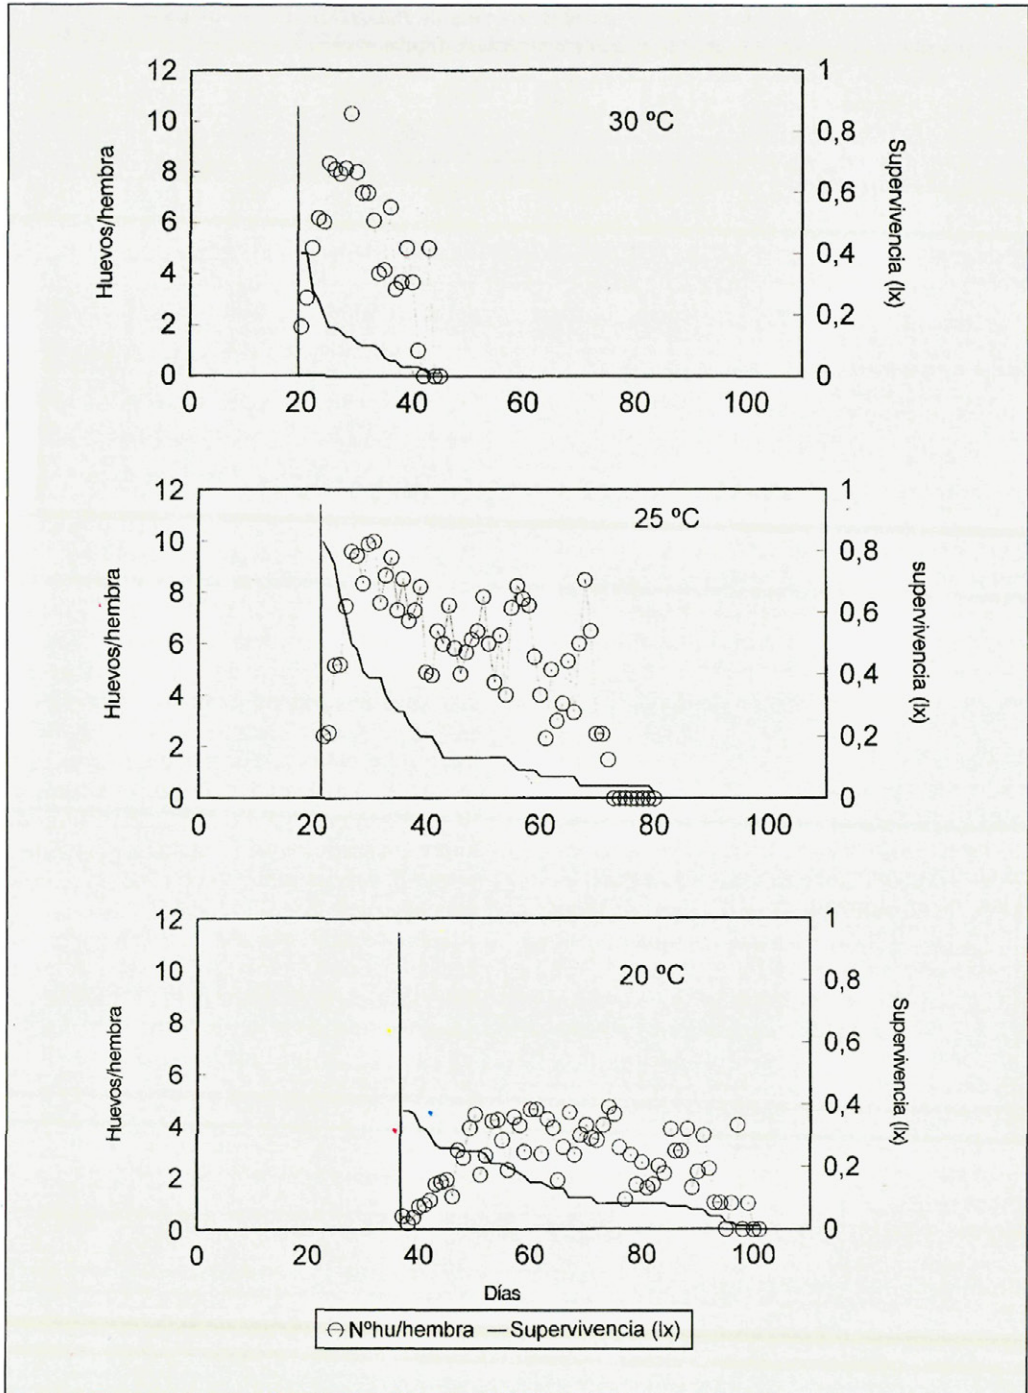 30 ºC
Huevos/hembra
12
10
8
6
4
2
0
1
0,8
0,6
0,4
0,2
0
Supervivencia (lx)
0 20 40 60 80 100
25 ºC
Huevos/hembra
12
10
8
6
4
2
0
1
0,8
0,6
0,4
0,2
0
supervivencia (lx)
0 20 40 60 80 100
20 ºC
Huevos/hembra
12
10
8
6
4
2
0
1
0,8
0,6
0,4
0,2
0
Supervivencia (lx)
0 20 40 60 80 100
Días
Nºhu/hembra — Supervivencia (lx)